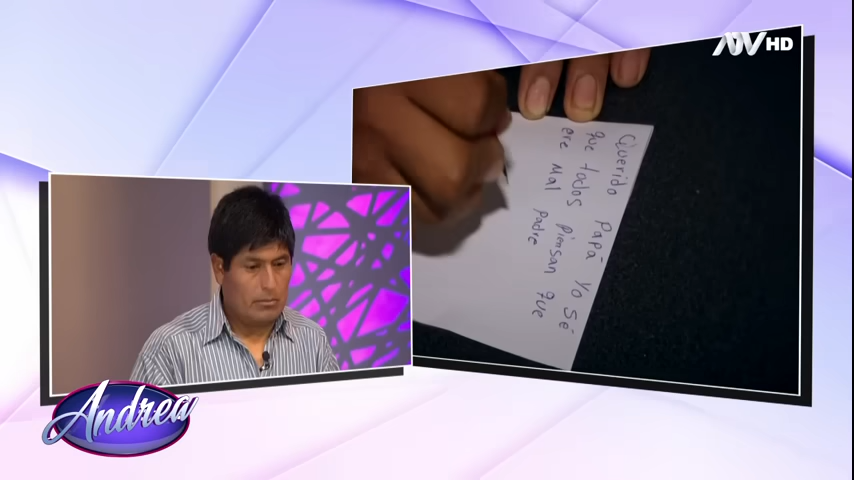 ATV HD
Querido Papá Yo sé
que todos piensan que
ere Mal padre
Andrea